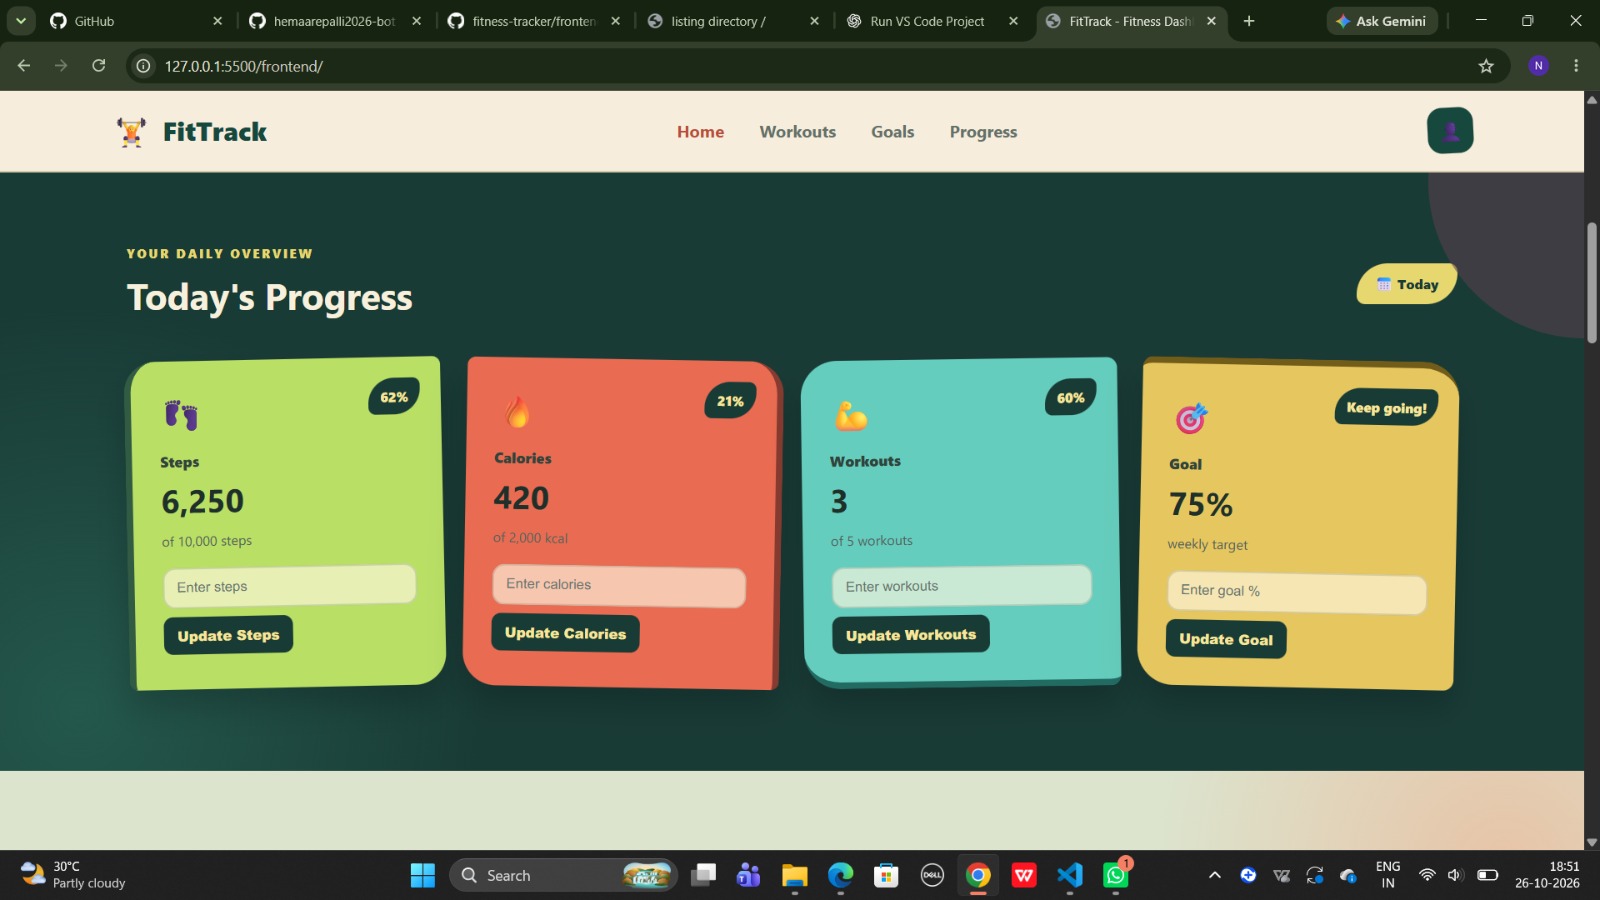 GitHub
hemaarepalli2026-bot
fitness-tracker/fronten
listing directory /
Run VS Code Project
FitTrack - Fitness Dash
Ask Gemini
127.0.0.1:5500/frontend/
N
FitTrack
Home
Workouts
Goals
Progress
YOUR DAILY OVERVIEW
Today's Progress
Today
62%
Steps
6,250
of 10,000 steps
Enter steps
Update Steps
21%
Calories
420
of 2,000 kcal
Enter calories
Update Calories
60%
Workouts
3
of 5 workouts
Enter workouts
Update Workouts
Keep going!
Goal
75%
weekly target
Enter goal %
Update Goal
30°C
Partly cloudy
Search
DELL
1
ENG
IN
18:51
26-10-2026